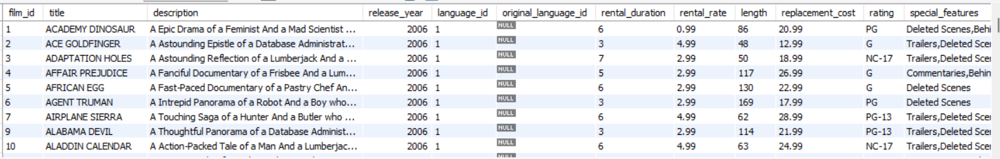 film_id title description release_year language_id original_language_id rental_duration rental_rate length replacement_cost rating special_features
1 ACADEMY DINOSAUR A Epic Drama of a Feminist And a Mad Scientist ... 2006 1 NULL 6 0.99 86 20.99 PG Deleted Scenes,Behi
2 ACE GOLDFINGER A Astounding Epistle of a Database Administrat... 2006 1 NULL 3 4.99 48 12.99 G Trailers,Deleted Scer
3 ADAPTATION HOLES A Astounding Reflection of a Lumberjack And a ... 2006 1 NULL 7 2.99 50 18.99 NC-17 Trailers,Deleted Scer
4 AFFAIR PREJUDICE A Fanciful Documentary of a Frisbee And a Lum... 2006 1 NULL 5 2.99 117 26.99 G Commentaries,Behin
5 AFRICAN EGG A Fast-Paced Documentary of a Pastry Chef An... 2006 1 NULL 6 2.99 130 22.99 G Deleted Scenes
6 AGENT TRUMAN A Intrepid Panorama of a Robot And a Boy who... 2006 1 NULL 3 2.99 169 17.99 PG Deleted Scenes
7 AIRPLANE SIERRA A Touching Saga of a Hunter And a Butler who ... 2006 1 NULL 6 4.99 62 28.99 PG-13 Trailers,Deleted Scer
9 ALABAMA DEVIL A Thoughtful Panorama of a Database Administ... 2006 1 NULL 3 2.99 114 21.99 PG-13 Trailers,Deleted Scer
10 ALADDIN CALENDAR A Action-Packed Tale of a Man And a Lumberjac... 2006 1 NULL 6 4.99 63 24.99 NC-17 Trailers,Deleted Scer
NULL